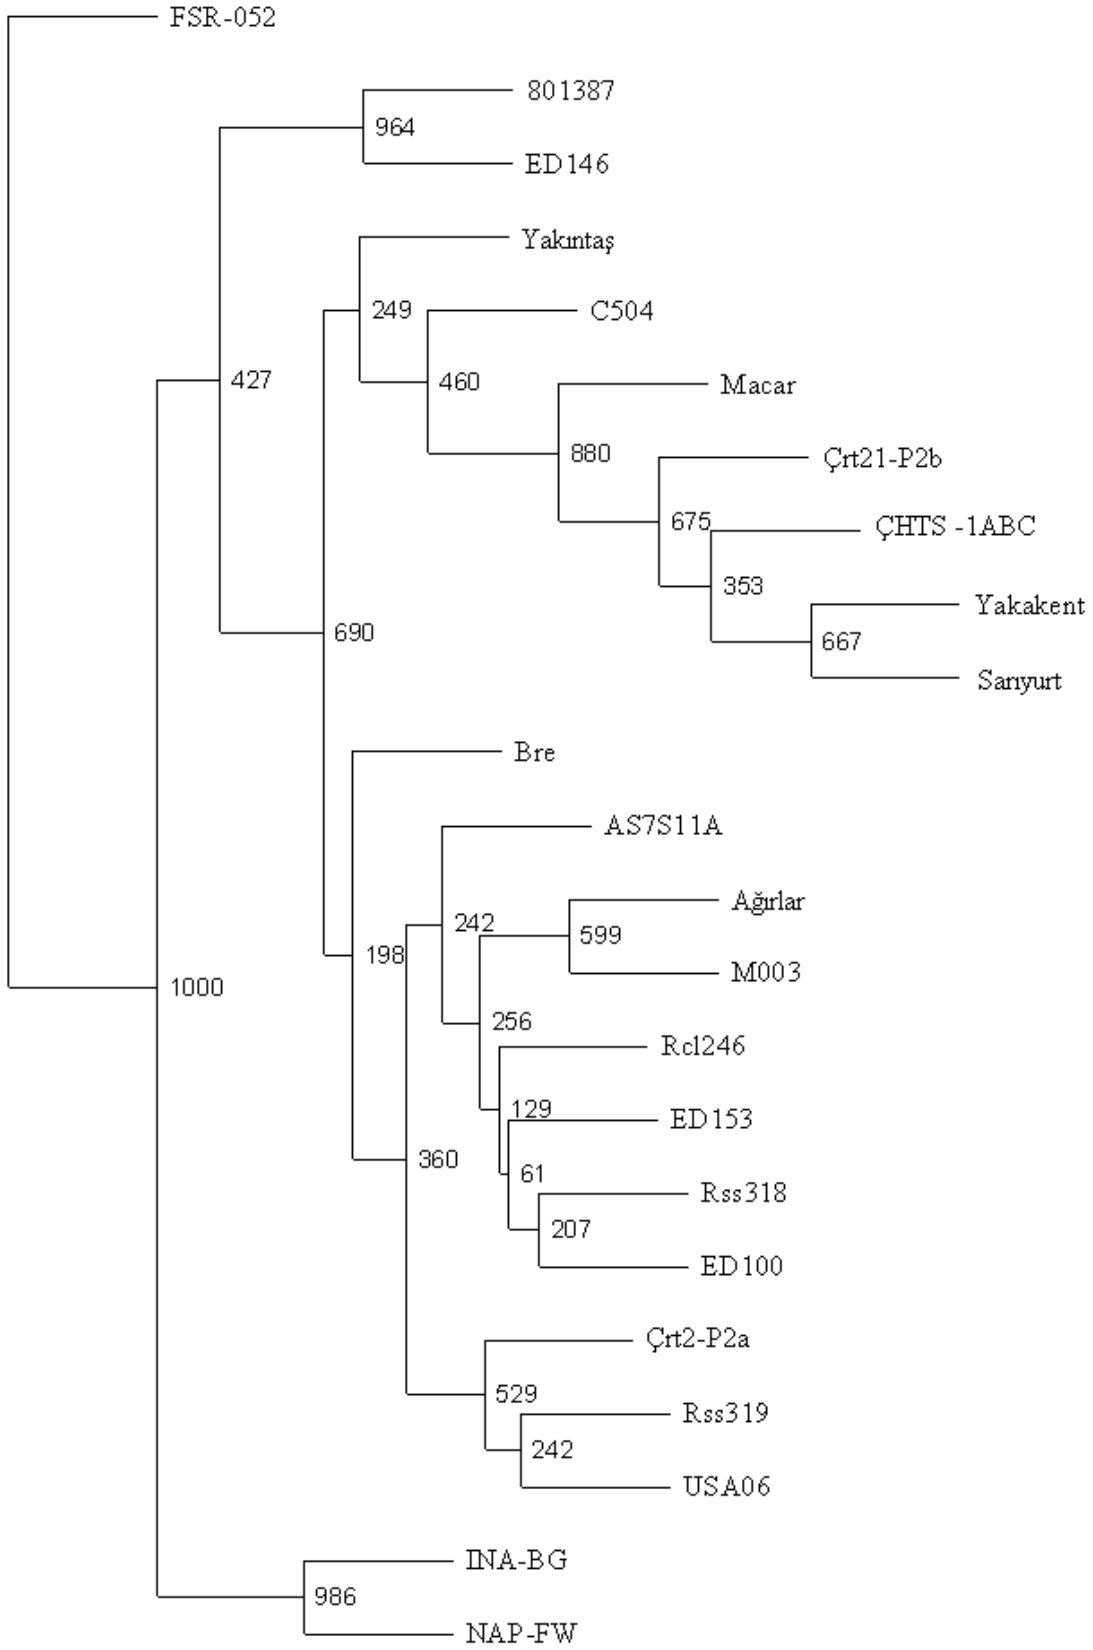 FSR-052
801387
964
ED146
Yakıntaş
249
C504
427
460
Macar
880
Çrt21-P2b
675
ÇHTS -1ABC
353
Yakakent
690
667
Sarıyurt
Bre
AS7S11A
Ağırlar
242
599
198
M003
1000
256
Rcl246
129
ED153
360
61
Rss318
207
ED100
Çrt2-P2a
529
Rss319
242
USA06
INA-BG
986
NAP-FW